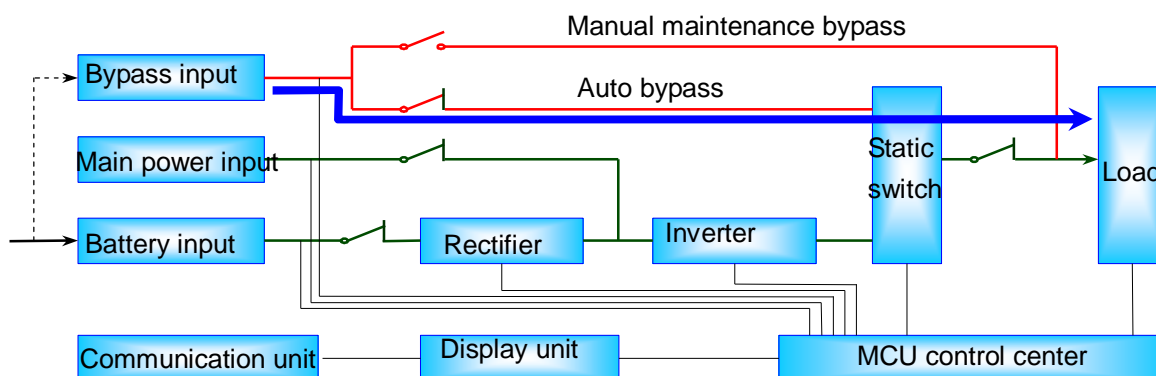 Manual maintenance bypass
Bypass input
Auto bypass
Main power input
Static
switch
Load
Battery input
Rectifier
Inverter
Communication unit
Display unit
MCU control center